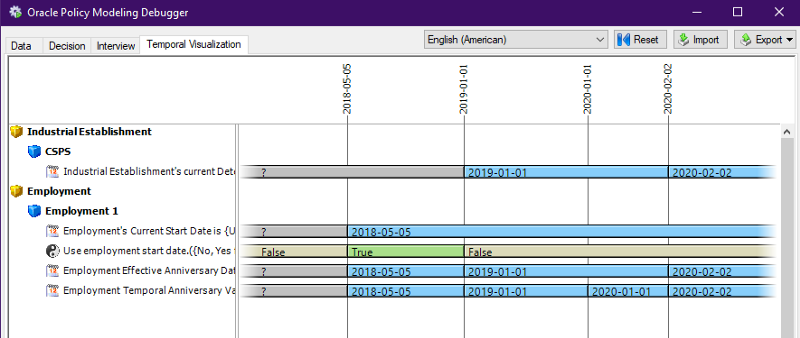 Oracle Policy Modeling Debugger
Data Decision Interview Temporal Visualization English (American) Reset Import Export
2018-05-05 2019-01-01 2020-01-01 2020-02-02
Industrial Establishment
CSPS
Industrial Establishment's current Dete ? 2019-01-01 2020-02-02
Employment
Employment 1
Employment's Current Start Date is {U ? 2018-05-05
Use employment start date.{{No, Yes t False True False
Employment Effective Anniversary Dat ? 2018-05-05 2019-01-01 2020-02-02
Employment Temporal Anniversary Va ? 2018-05-05 2019-01-01 2020-01-01 2020-02-02